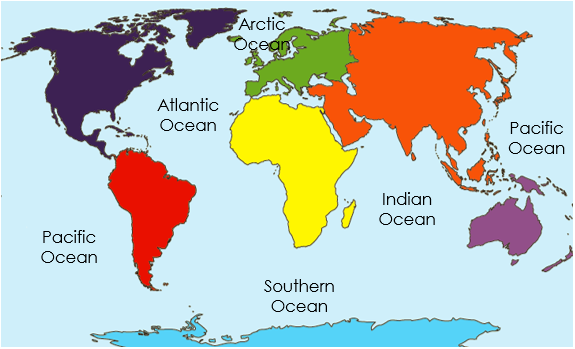 Arctic
Ocean
Atlantic
Ocean
Pacific
Ocean
Indian
Ocean
Pacific
Ocean
Southern
Ocean